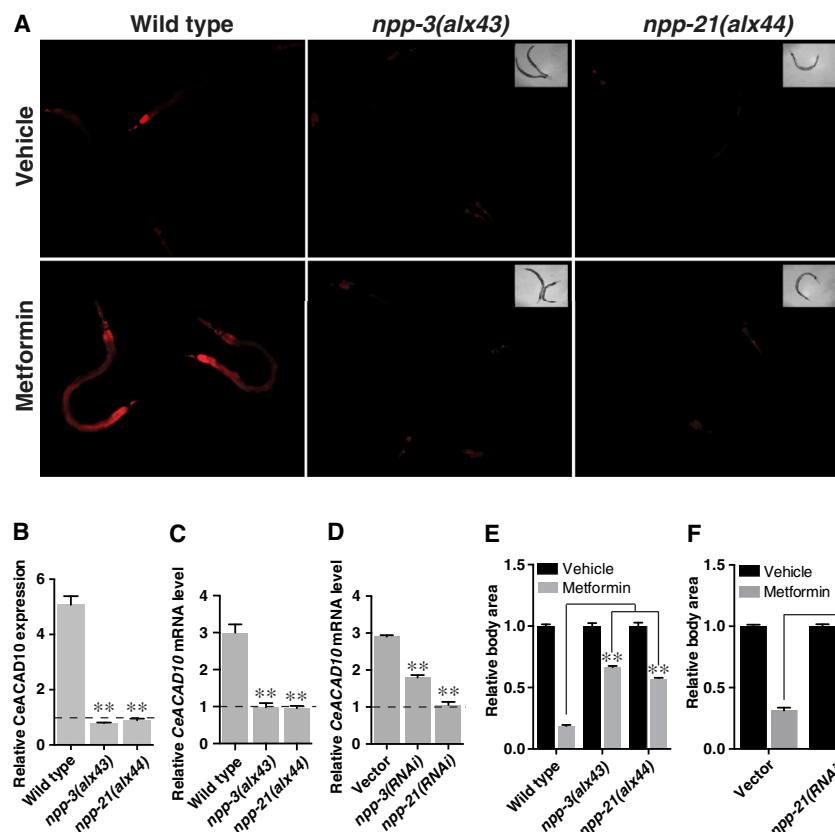 A
Wild type
npp-3(alx43)
npp-21(alx44)
Vehicle
Metformin
B
Relative CeACAD10 expression
6
4
2
1
0
Wild type
npp-3(alx43)
npp-21(alx44)
**
**
C
Relative CeACAD10 mRNA level
4
3
2
1
0
Wild type
npp-3(alx43)
npp-21(alx44)
**
**
D
Relative CeACAD10 mRNA level
4
3
2
1
0
Vector
npp-3(RNAi)
npp-21(RNAi)
**
**
E
Relative body area
1.5
1.0
0.5
0.0
Vehicle
Metformin
Wild type
npp-3(alx43)
npp-21(alx44)
**
**
F
Relative body area
1.5
1.0
0.5
0.0
Vehicle
Metformin
Vector
npp-21(RNAi)